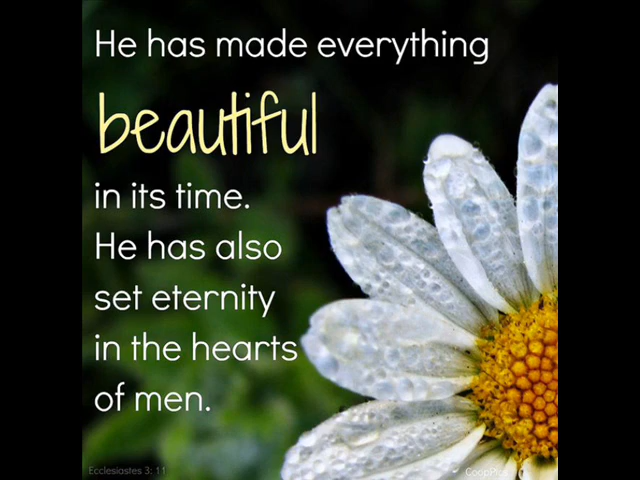 He has made everything
beautiful
in its time.
He has also
set eternity
in the hearts
of men.
Ecclesiastes 3: 11